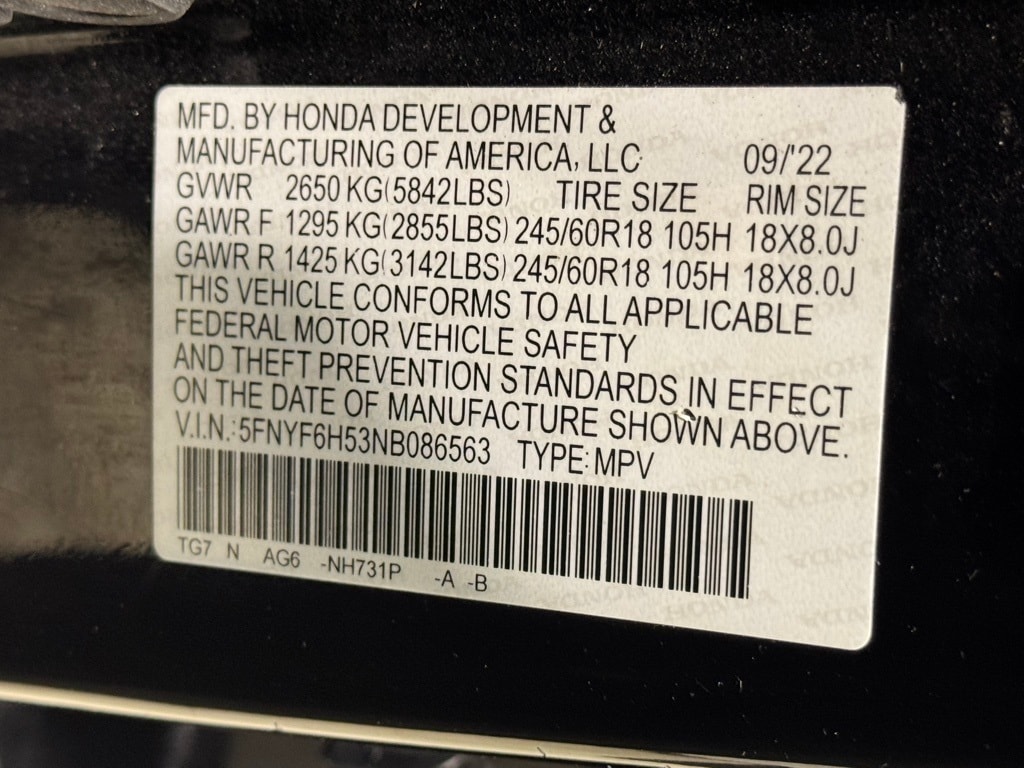 MFD. BY HONDA DEVELOPMENT &
MANUFACTURING OF AMERICA, LLC 09/'22
GVWR 2650 KG(5842LBS) TIRE SIZE RIM SIZE
GAWR F 1295 KG(2855LBS) 245/60R18 105H 18X8.0J
GAWR R 1425 KG(3142LBS) 245/60R18 105H 18X8.0J
THIS VEHICLE CONFORMS TO ALL APPLICABLE
FEDERAL MOTOR VEHICLE SAFETY
AND THEFT PREVENTION STANDARDS IN EFFECT
ON THE DATE OF MANUFACTURE SHOWN ABOVE.
V.I.N.: 5FNYF6H53NB086563 TYPE: MPV
TG7 N AG6 -NH731P -A -B